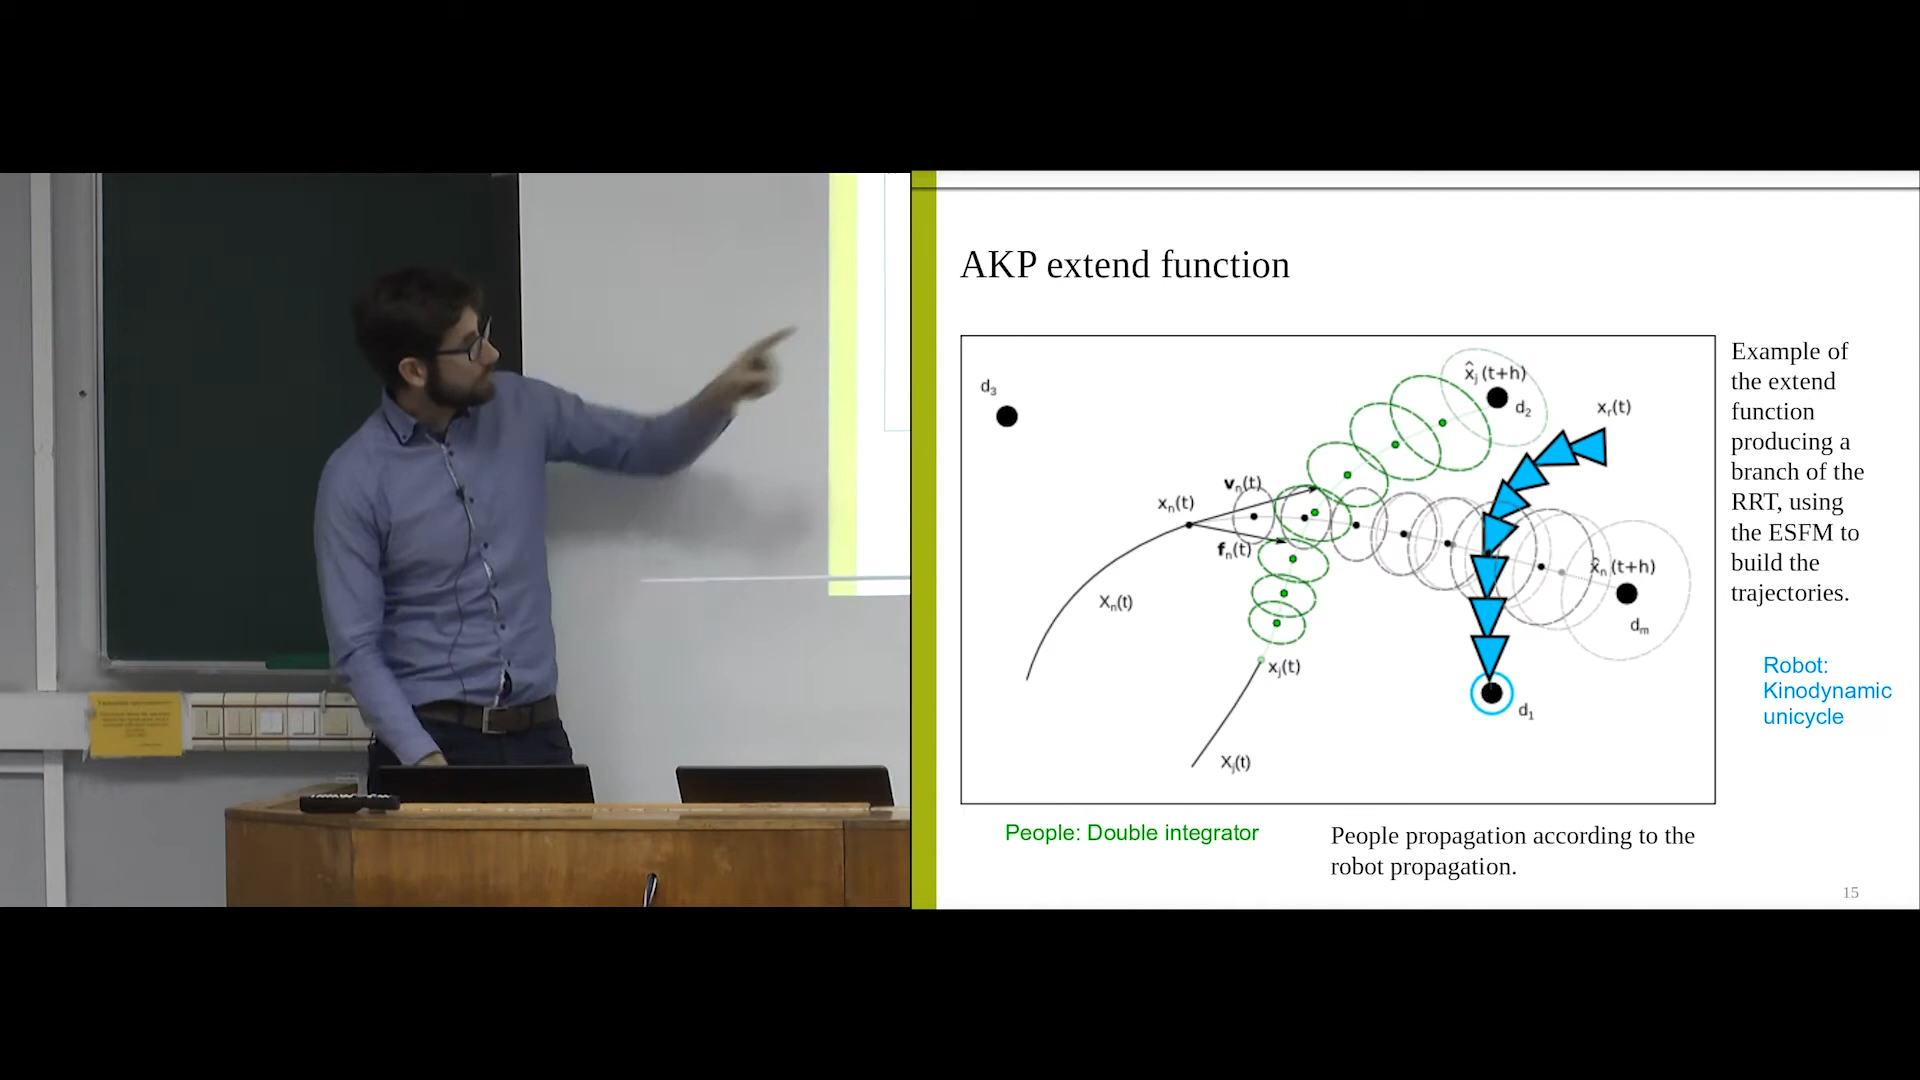 AKP extend function
d₃
x̂ⱼ(t+h)
d₂
xᵣ(t)
vₙ(t)
xₙ(t)
fₙ(t)
x̂ₙ(t+h)
Xₙ(t)
dₘ
xⱼ(t)
d₁
Xⱼ(t)
Example of
the extend
function
producing a
branch of the
RRT, using
the ESFM to
build the
trajectories.
Robot:
Kinodynamic
unicycle
People: Double integrator
People propagation according to the
robot propagation.
15